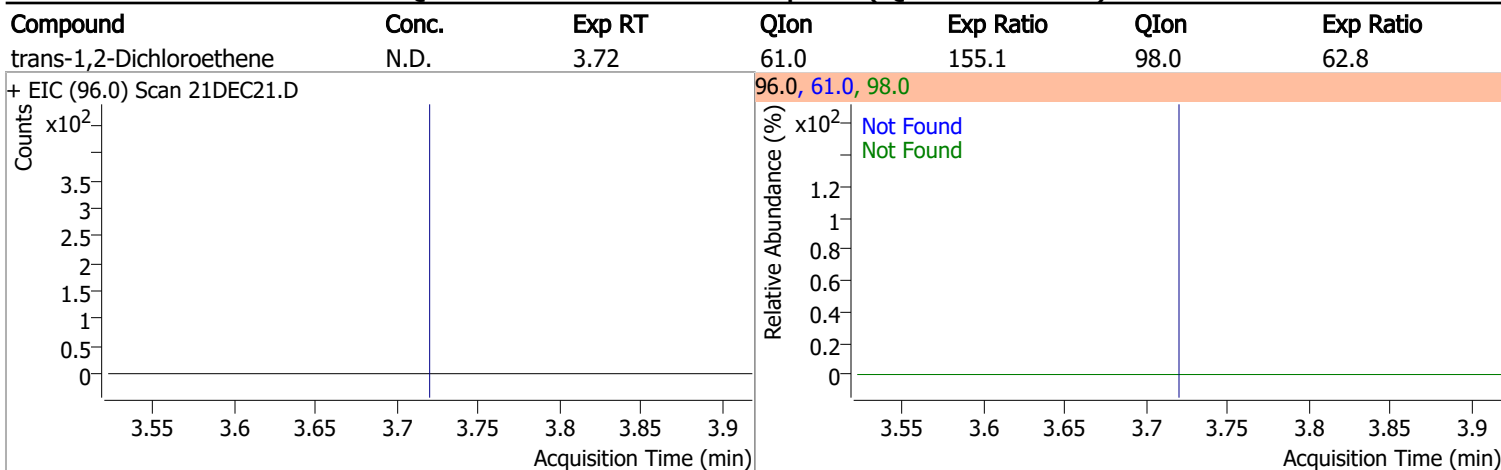 Compound Conc. Exp RT QIon Exp Ratio QIon Exp Ratio
trans-1,2-Dichloroethene N.D. 3.72 61.0 155.1 98.0 62.8
+ EIC (96.0) Scan 21DEC21.D
Counts
x10²
3.5
3
2.5
2
1.5
1
0.5
0
3.55 3.6 3.65 3.7 3.75 3.8 3.85 3.9
Acquisition Time (min)
96.0, 61.0, 98.0
Relative Abundance (%)
x10²
Not Found
Not Found
1.2
1
0.8
0.6
0.4
0.2
0
3.55 3.6 3.65 3.7 3.75 3.8 3.85 3.9
Acquisition Time (min)